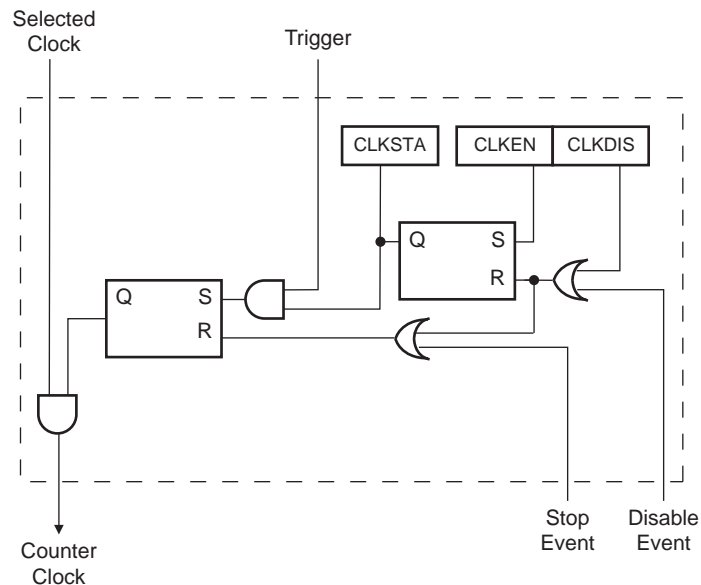 Selected
Clock
Trigger
CLKSTA
CLKEN
CLKDIS
Q
S
R
Q
S
R
Stop
Event
Disable
Event
Counter
Clock